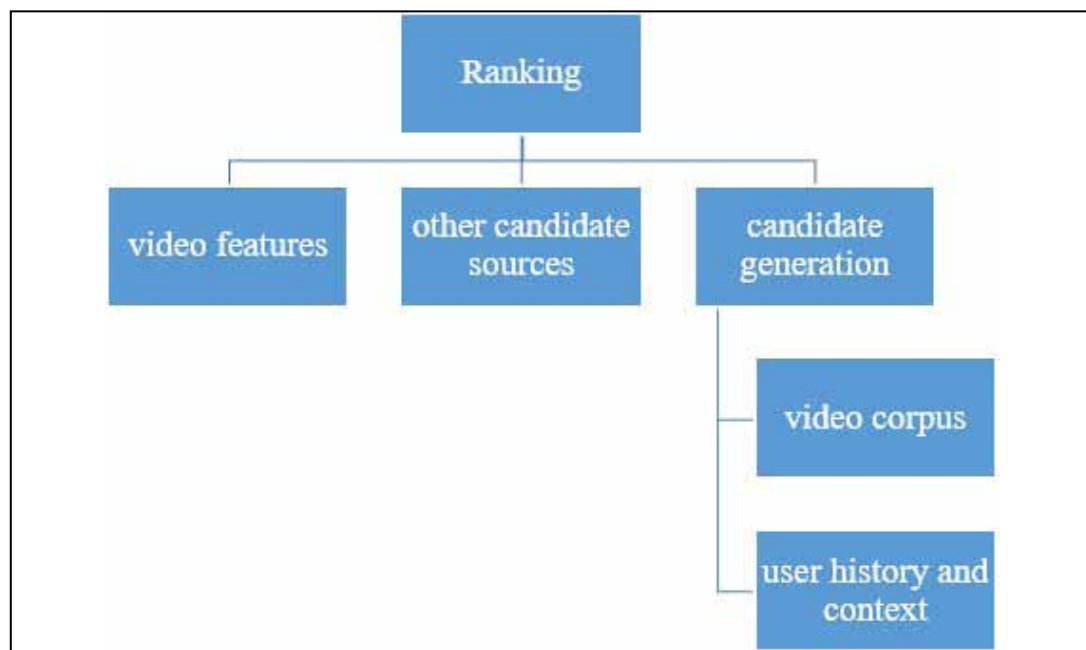 Ranking
video features
other candidate
sources
candidate
generation
video corpus
user history and
context